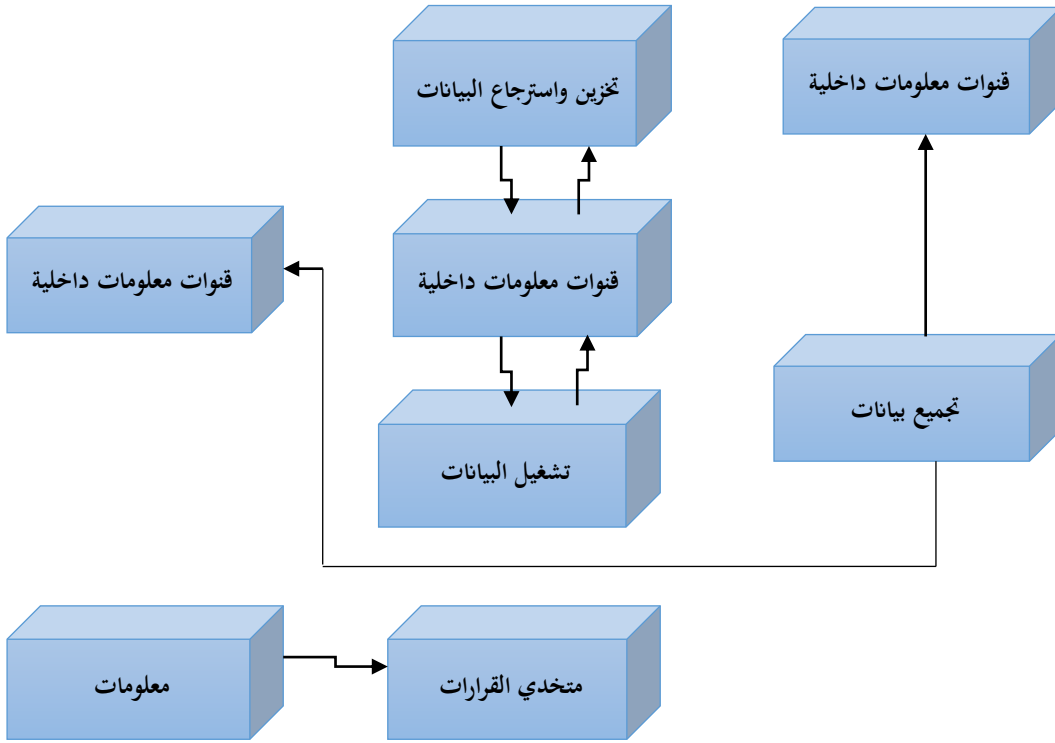 قنوات معلومات داخلية
تخزين واسترجاع البيانات
قنوات معلومات داخلية
قنوات معلومات داخلية
تجميع بيانات
تشغيل البيانات
متخدي القرارات
معلومات